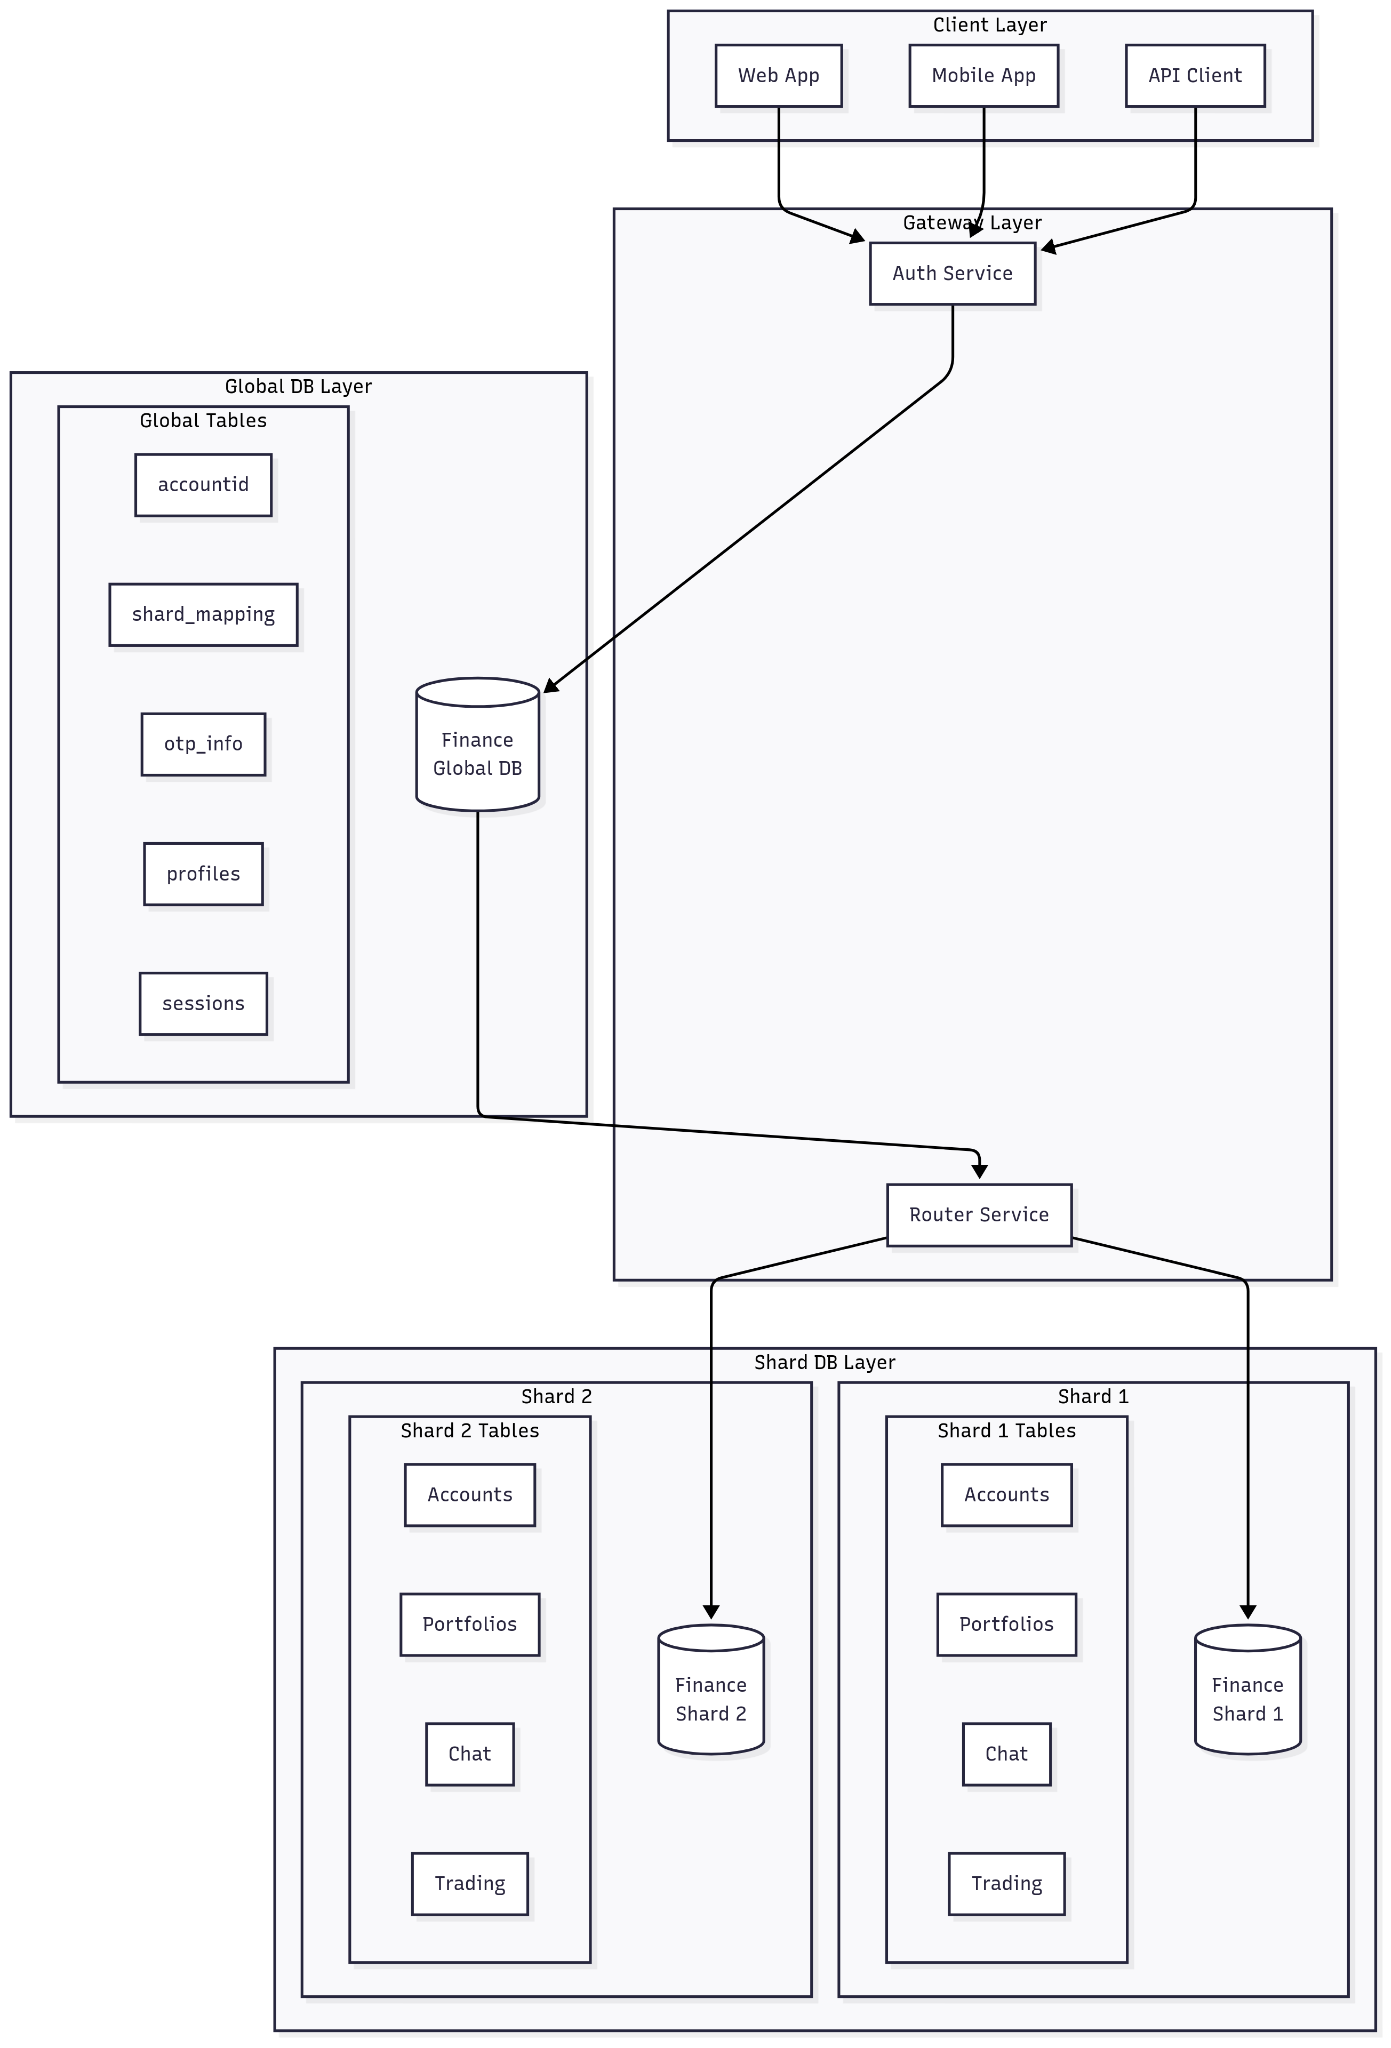 Client Layer
Web App
Mobile App
API Client
Gateway Layer
Auth Service
Global DB Layer
Global Tables
accountid
shard_mapping
otp_info
Finance
Global DB
profiles
sessions
Router Service
Shard DB Layer
Shard 2
Shard 2 Tables
Accounts
Portfolios
Chat
Trading
Finance
Shard 2
Shard 1
Shard 1 Tables
Accounts
Portfolios
Chat
Trading
Finance
Shard 1